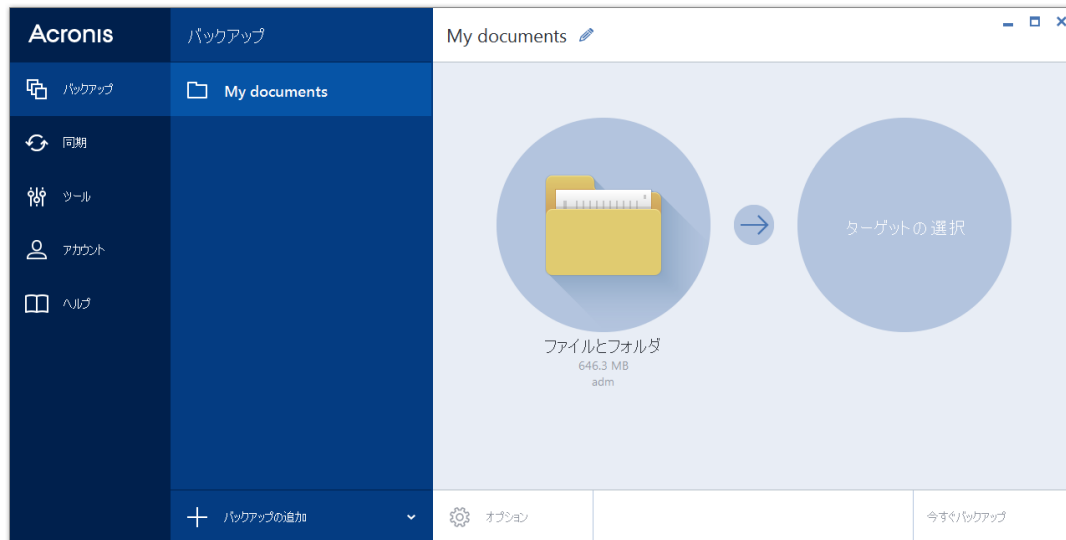 Acronis
バックアップ
My documents
バックアップ
My documents
同期
ツール
アカウント
ヘルプ
ターゲットの選択
ファイルとフォルダ
646.3 MB
adm
バックアップの追加
オプション
今すぐバックアップ